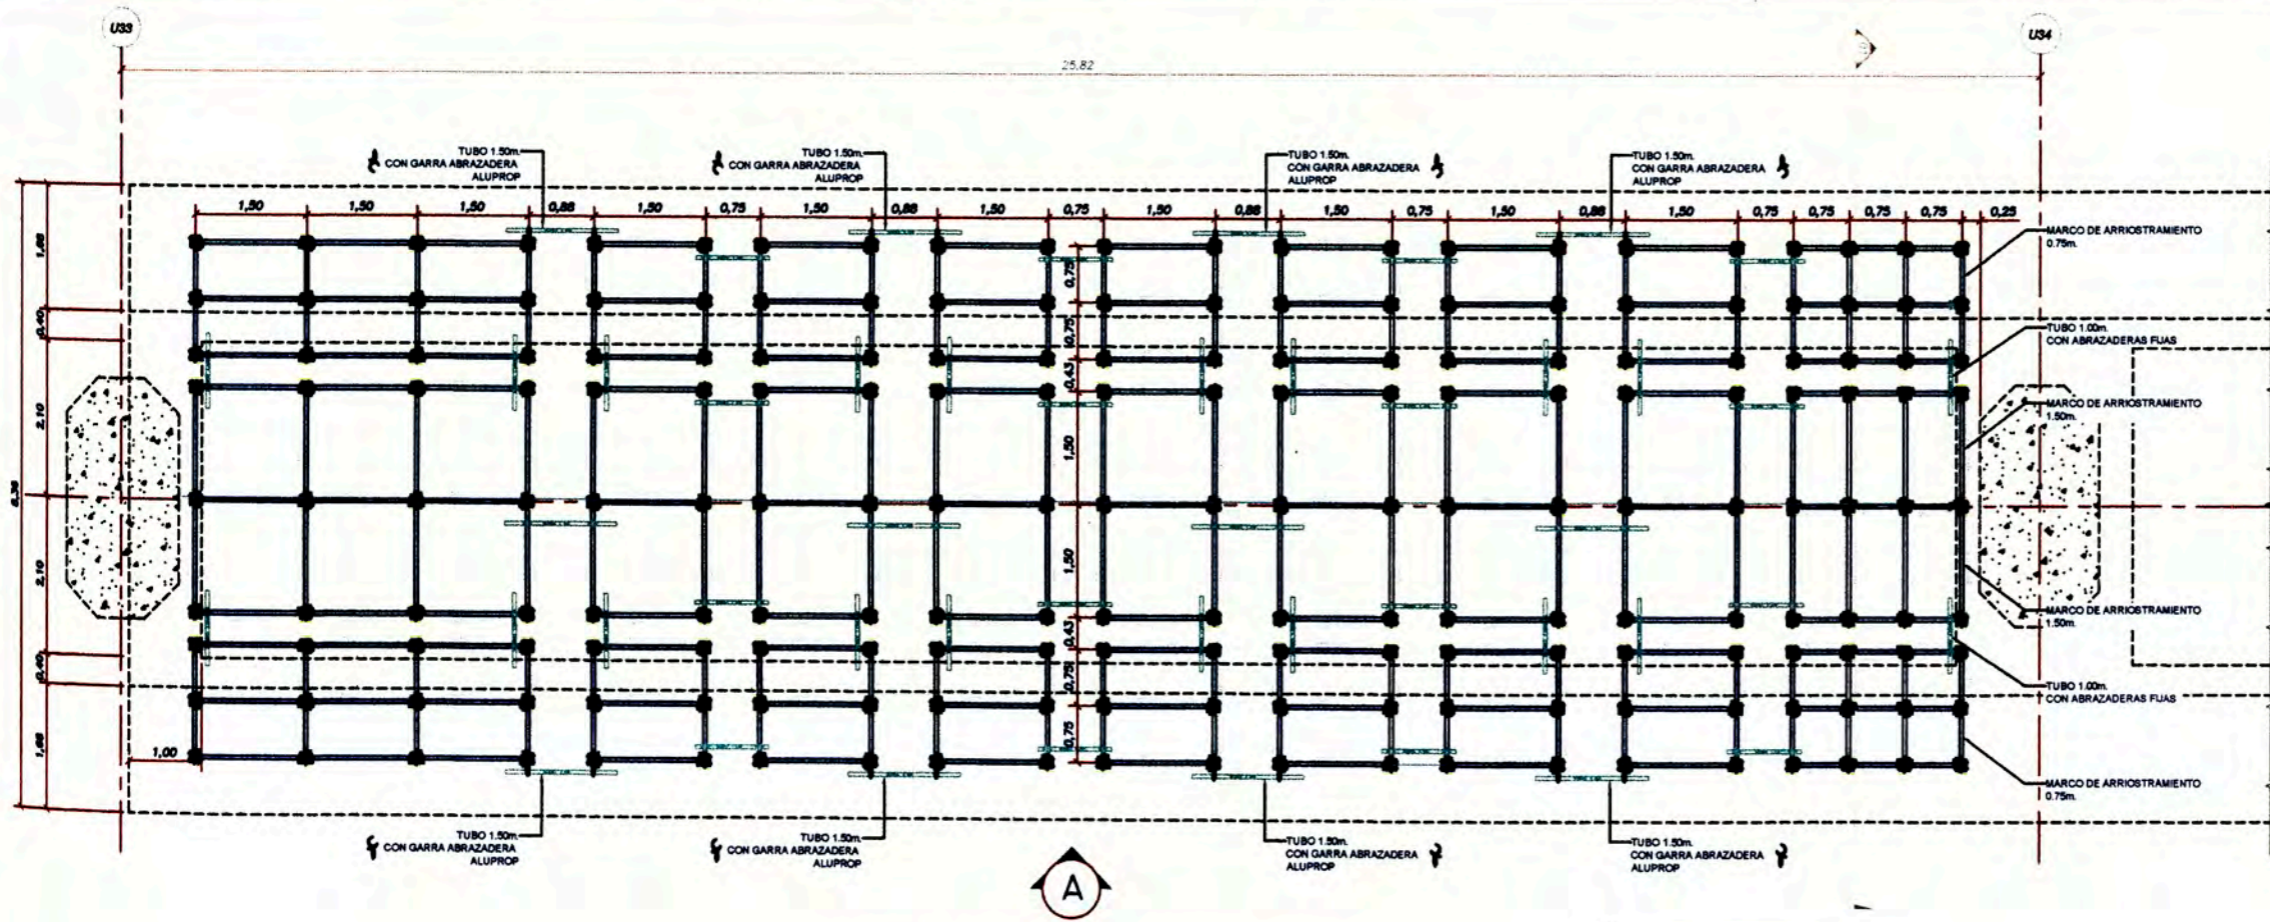 U33
U34
25.82
TUBO 1.50m.
CON GARRA ABRAZADERA
ALUPROP
TUBO 1.50m.
CON GARRA ABRAZADERA
ALUPROP
TUBO 1.50m.
CON GARRA ABRAZADERA
ALUPROP
TUBO 1.50m.
CON GARRA ABRAZADERA
ALUPROP
1,50 1,50 1,50 0,88 1,50 0,75 1,50 0,88 1,50 0,75 1,50 0,88 1,50 0,75 1,50 0,88 1,50 0,75 0,75 0,75 0,75 0,25
MARCO DE ARRIOSTRAMIENTO
0.75m.
TUBO 1.00m.
CON ABRAZADERAS FIJAS
MARCO DE ARRIOSTRAMIENTO
1.50m.
MARCO DE ARRIOSTRAMIENTO
1.50m.
TUBO 1.00m.
CON ABRAZADERAS FIJAS
MARCO DE ARRIOSTRAMIENTO
0.75m.
0,40
2,10
2,10
0,40
0,75
0,75
0,43
1,50
1,50
0,43
0,75
0,75
1,00
TUBO 1.50m.
CON GARRA ABRAZADERA
ALUPROP
TUBO 1.50m.
CON GARRA ABRAZADERA
ALUPROP
TUBO 1.50m.
CON GARRA ABRAZADERA
ALUPROP
TUBO 1.50m.
CON GARRA ABRAZADERA
ALUPROP
A